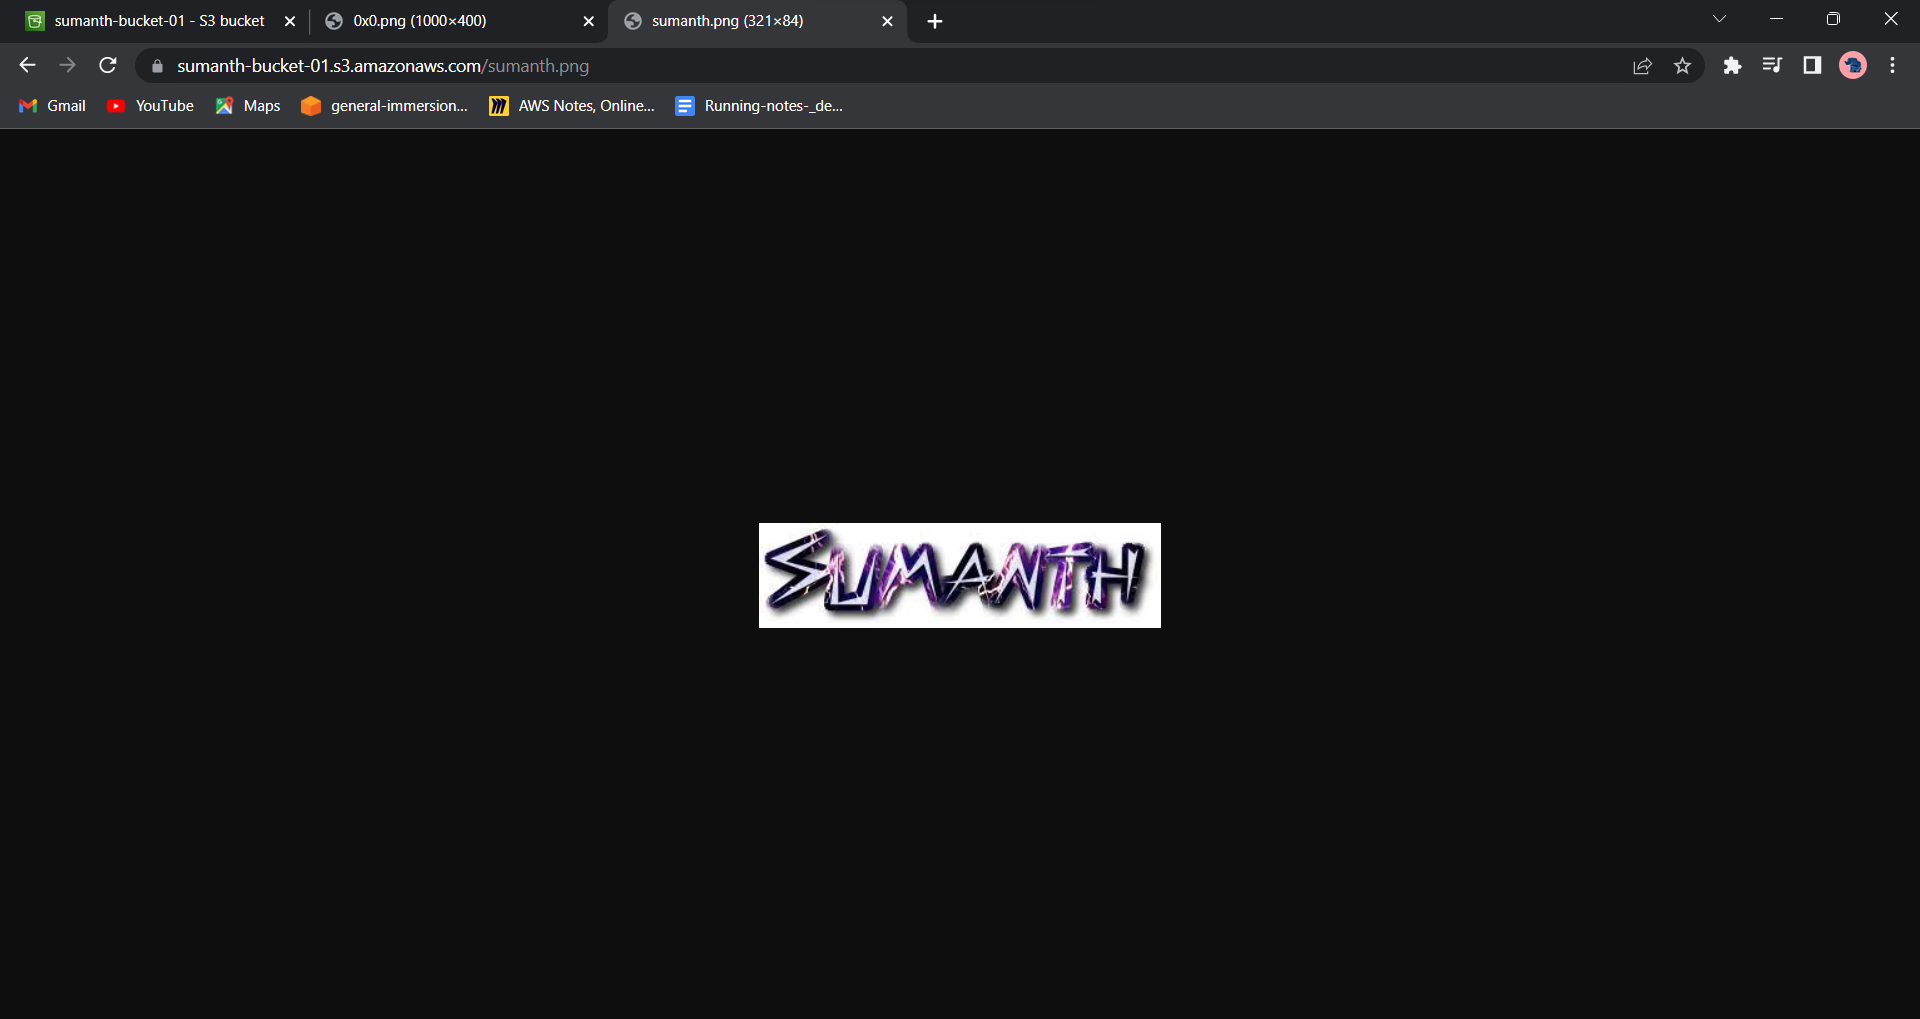 sumanth-bucket-01 - S3 bucket
0x0.png (1000×400)
sumanth.png (321×84)
sumanth-bucket-01.s3.amazonaws.com/sumanth.png
Gmail
YouTube
Maps
general-immersion...
AWS Notes, Online...
Running-notes-_de...
SUMANTH